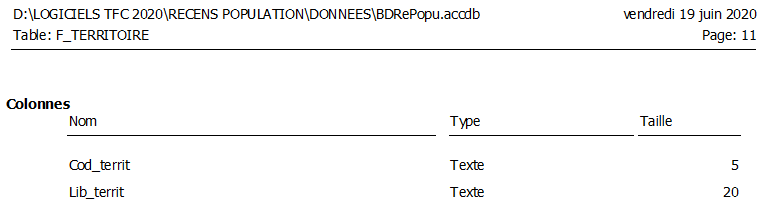 D:\LOGICIELS TFC 2020\RECENS POPULATION\DONNEES\BDRePopu.accdb vendredi 19 juin 2020
Table: F_TERRITOIRE Page: 11
Colonnes
Nom Type Taille
Cod_territ Texte 5
Lib_territ Texte 20